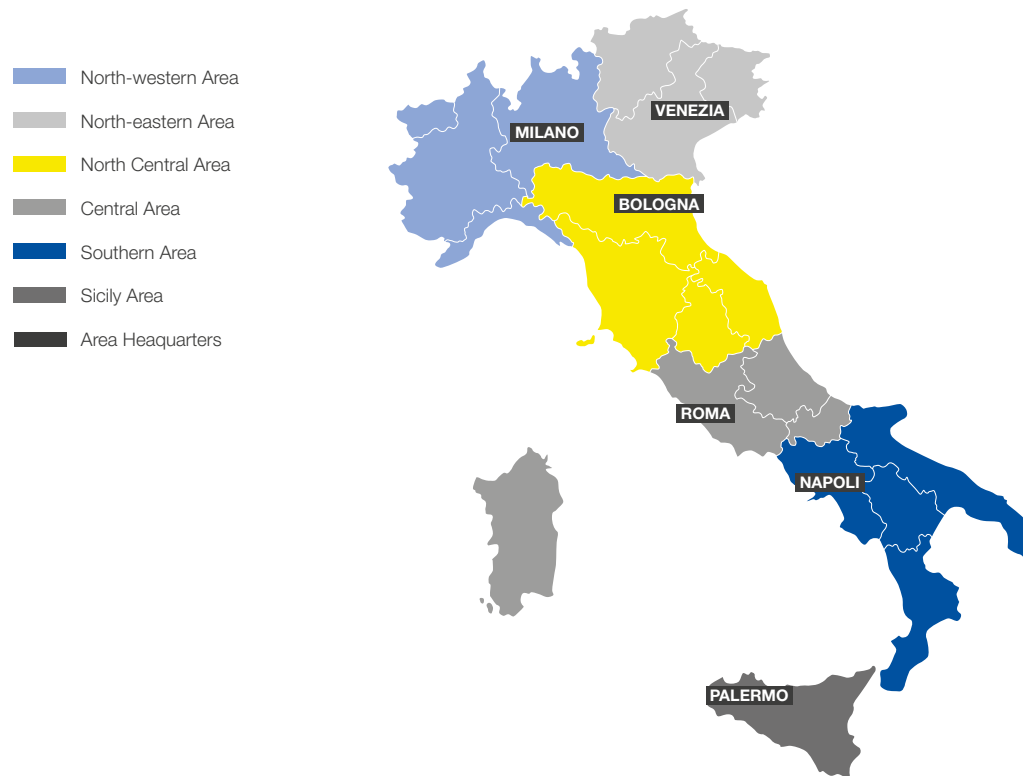 North-western Area
North-eastern Area
North Central Area
Central Area
Southern Area
Sicily Area
Area Heaquarters
VENEZIA
MILANO
BOLOGNA
ROMA
NAPOLI
PALERMO